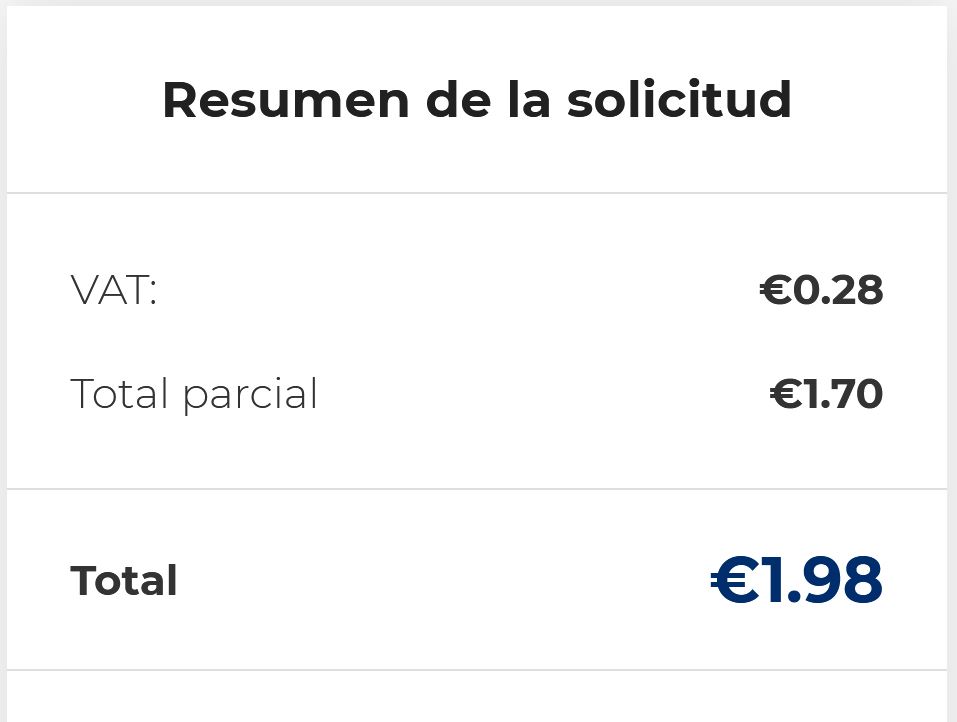 Resumen de la solicitud
VAT: €0.28
Total parcial €1.70
Total €1.98